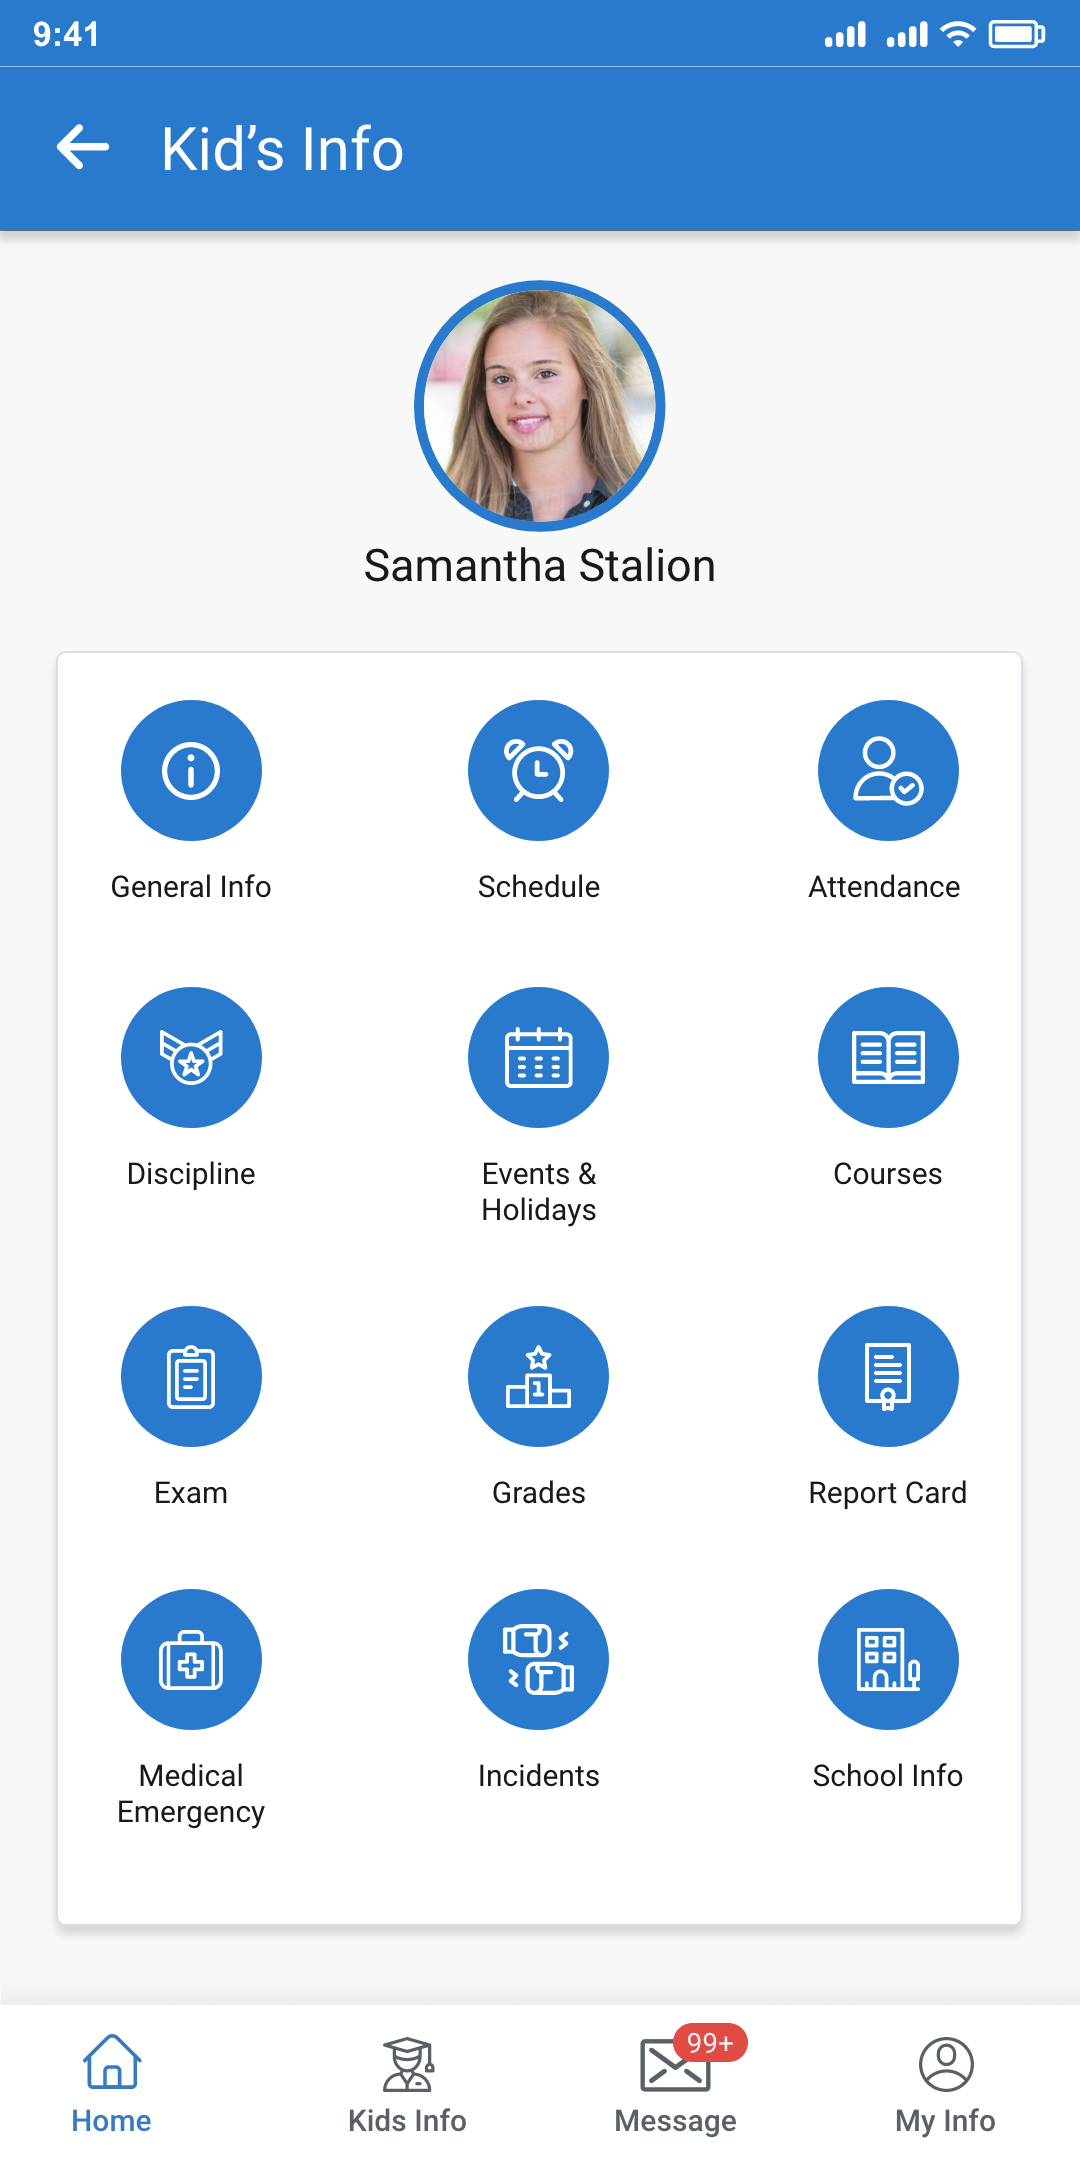 9:41
Kid’s Info
Samantha Stalion
General Info
Schedule
Attendance
Discipline
Events &
Holidays
Courses
Exam
1
Grades
Report Card
Medical
Emergency
Incidents
School Info
99+
Home
Kids Info
Message
My Info